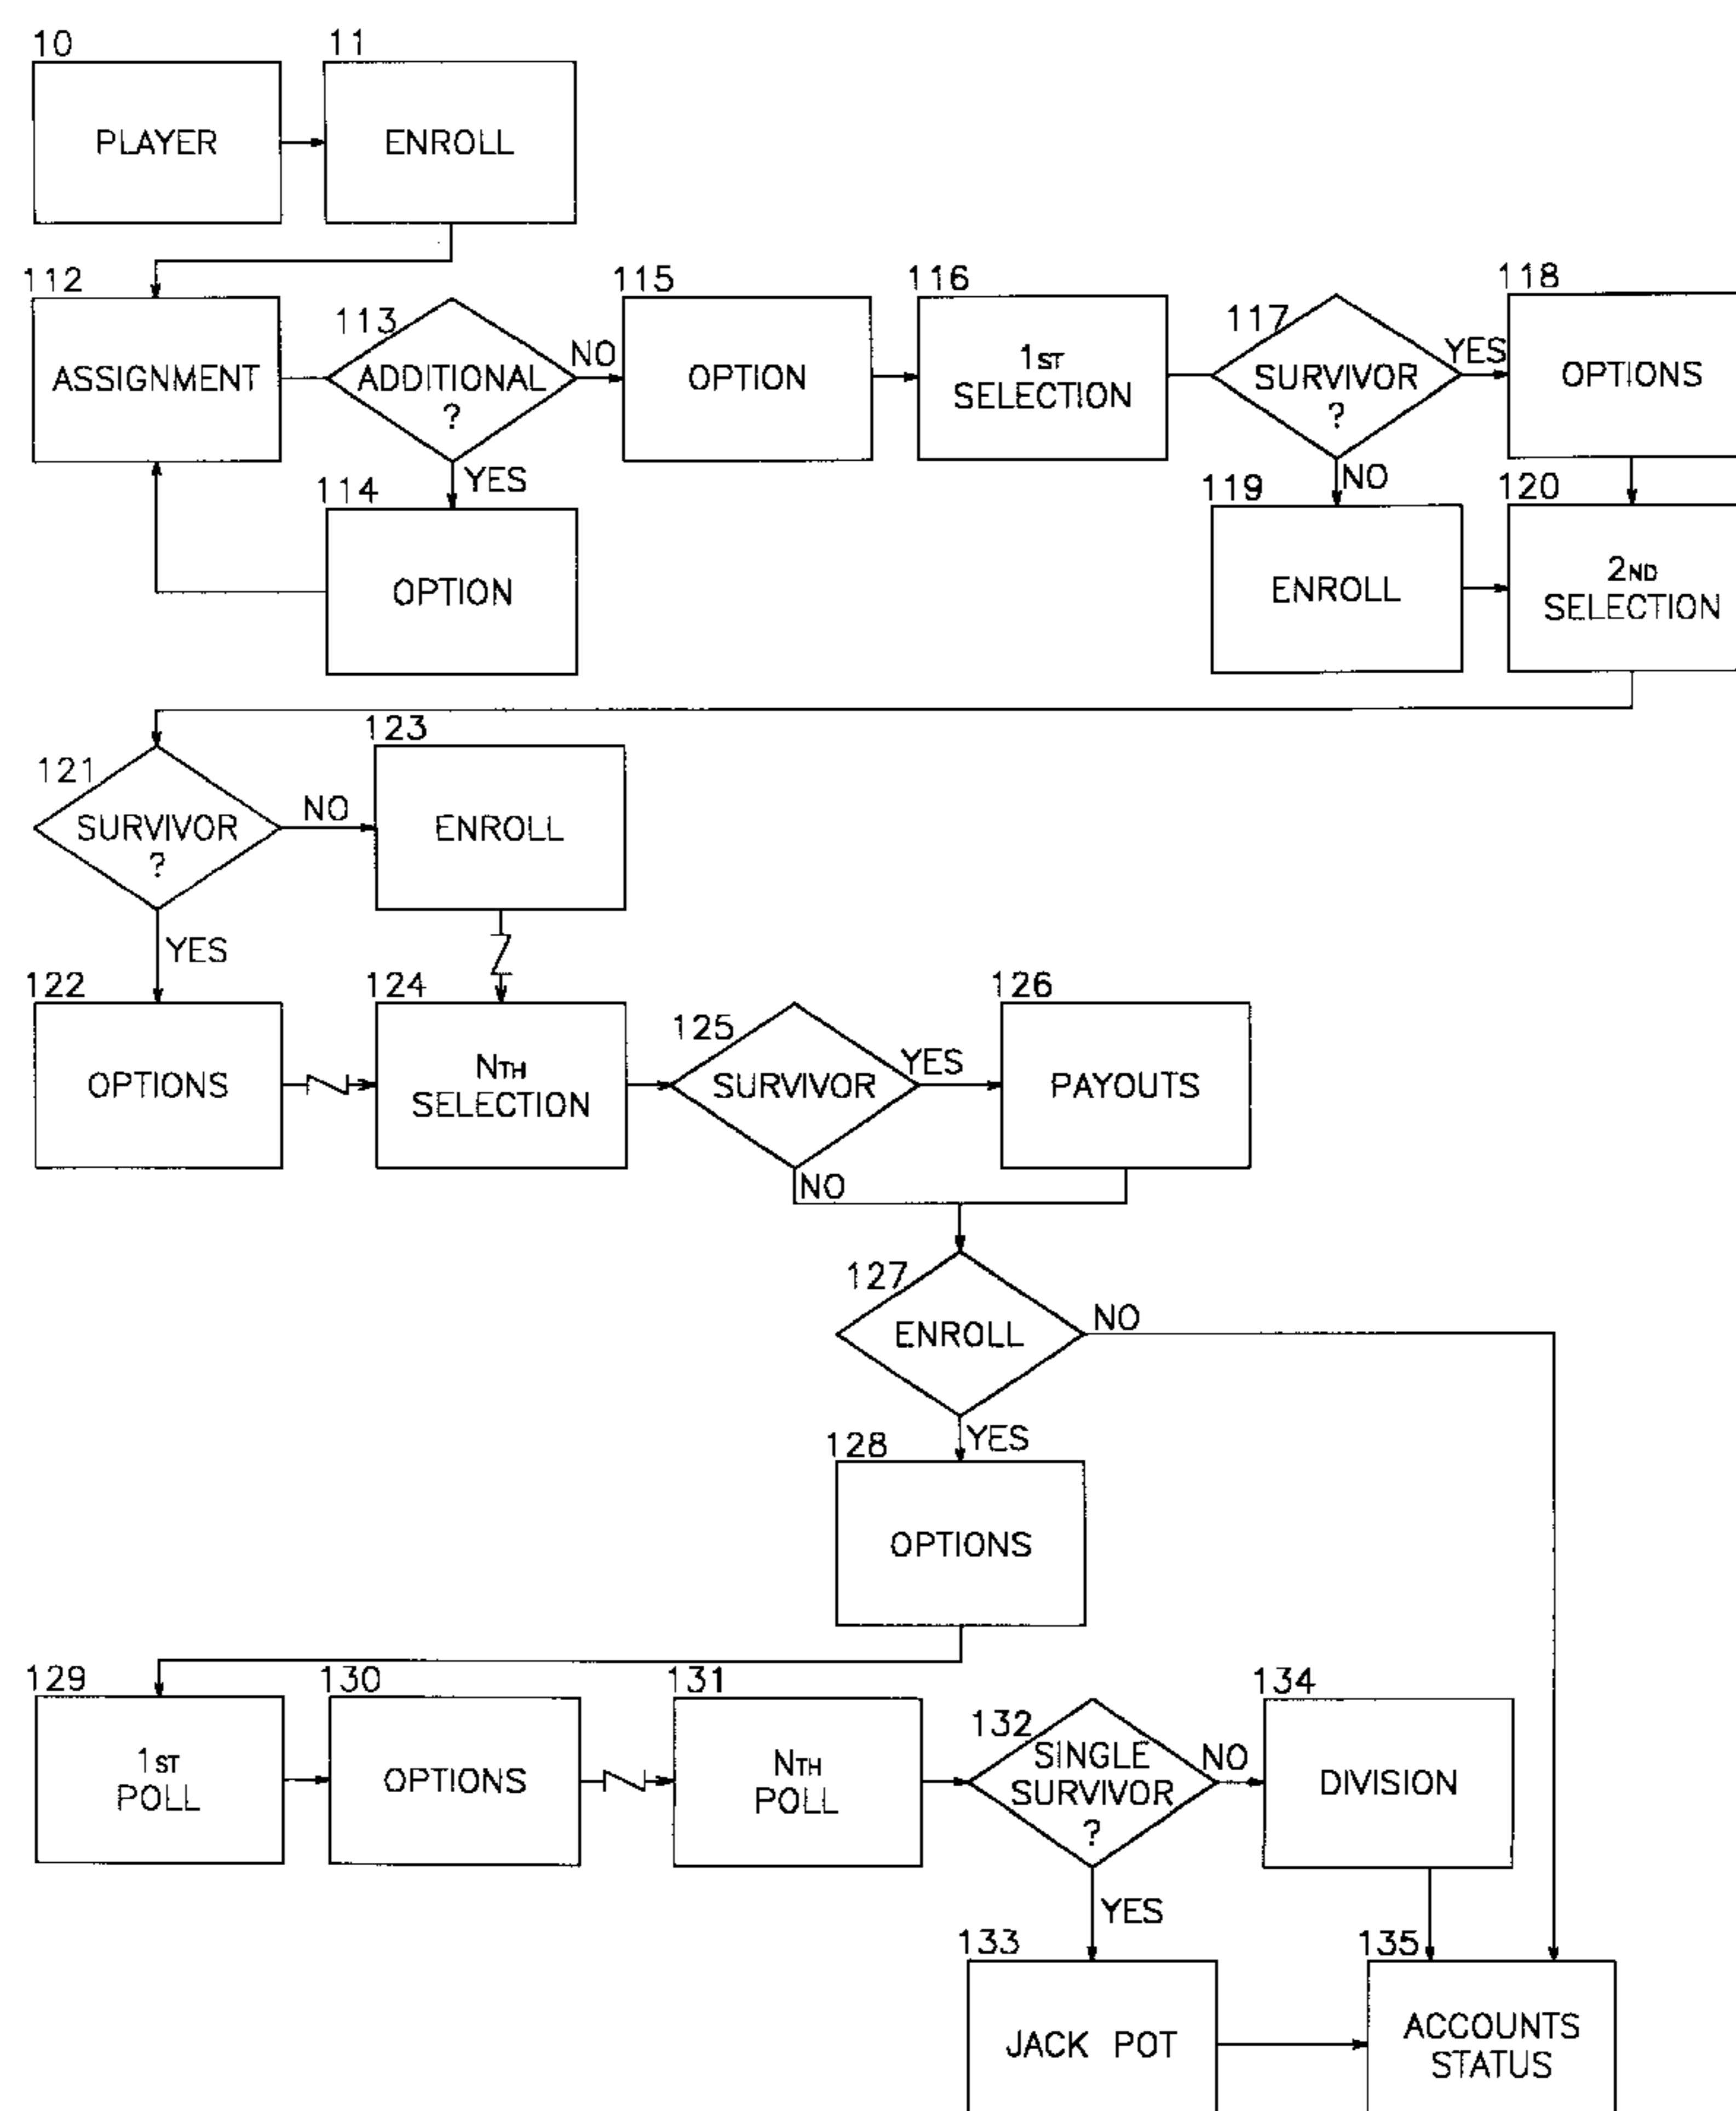 10
PLAYER
11
ENROLL
112
ASSIGNMENT
113
ADDITIONAL
?
NO
YES
114
OPTION
115
OPTION
116
1ST
SELECTION
117
SURVIVOR
?
YES
NO
118
OPTIONS
119
ENROLL
120
2ND
SELECTION
121
SURVIVOR
?
NO
YES
123
ENROLL
122
OPTIONS
124
NTH
SELECTION
125
SURVIVOR
YES
NO
126
PAYOUTS
127
ENROLL
NO
YES
128
OPTIONS
129
1ST
POLL
130
OPTIONS
131
NTH
POLL
132
SINGLE
SURVIVOR
?
NO
YES
134
DIVISION
133
JACK POT
135
ACCOUNTS
STATUS